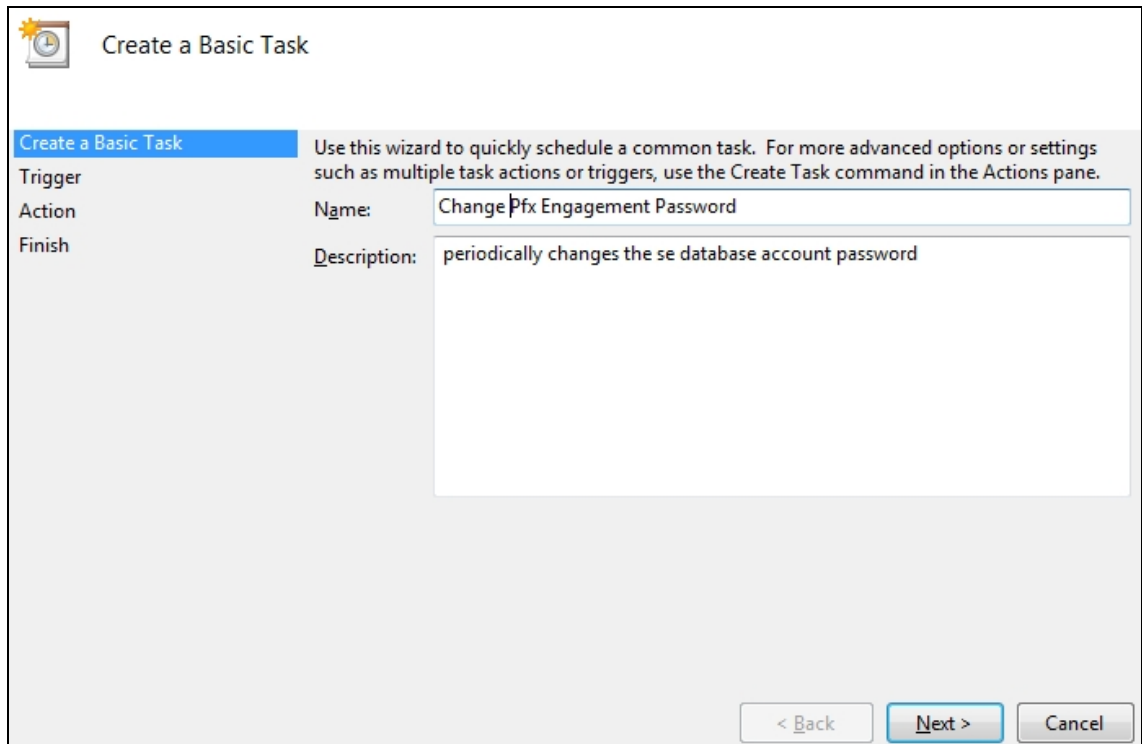 Create a Basic Task
Create a Basic Task
Trigger
Action
Finish
Use this wizard to quickly schedule a common task. For more advanced options or settings
such as multiple task actions or triggers, use the Create Task command in the Actions pane.
Name: Change Pfx Engagement Password
Description: periodically changes the se database account password
< Back Next > Cancel